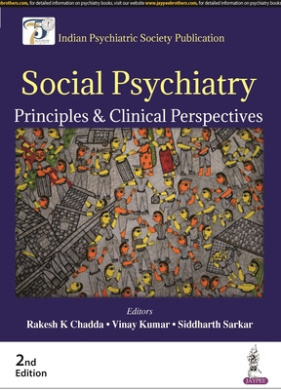 brothers.com, for detailed information on psychiatry books, visit our website www.jaypeebrothers.com, for detailed information on psychiatry books
75
Indian Psychiatric Society Publication
Social Psychiatry
Principles & Clinical Perspectives
Editors
Rakesh K Chadda • Vinay Kumar • Siddharth Sarkar
2nd
Edition
JAYPEE